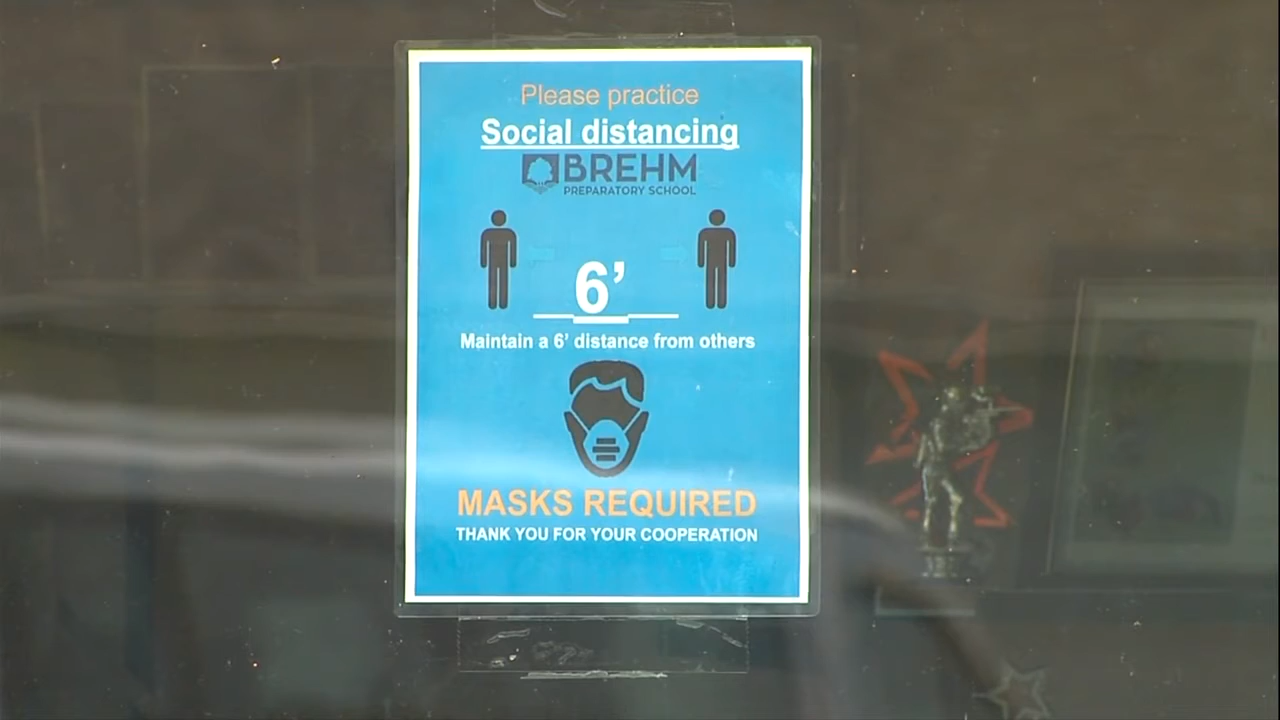 Please practice
Social distancing
BREHM
PREPARATORY SCHOOL
6’
Maintain a 6’ distance from others
MASKS REQUIRED
THANK YOU FOR YOUR COOPERATION